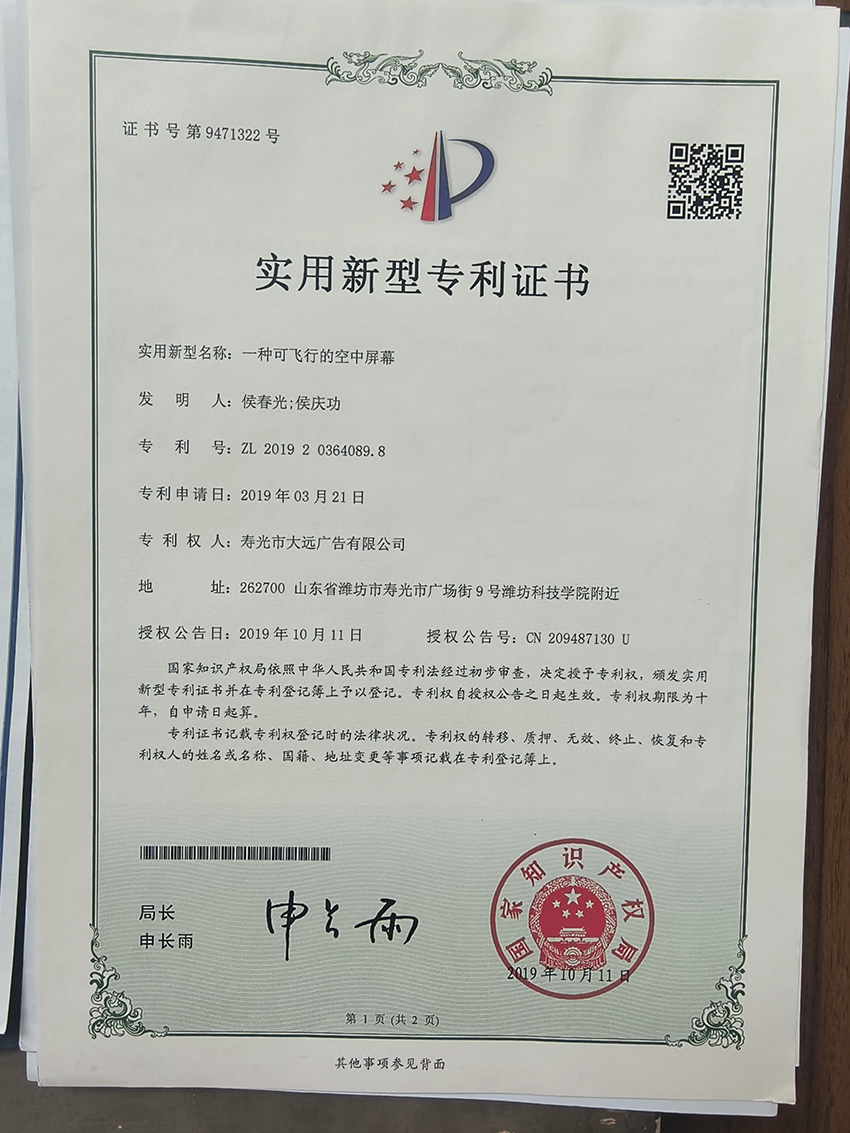 证书号第9471322号
实用新型专利证书
实用新型名称：一种可飞行的空中屏幕
发明人：侯春光;侯庆功
专利号：ZL 2019 2 0364089.8
专利申请日：2019年03月21日
专利权人：寿光市大远广告有限公司
地址：262700 山东省潍坊市寿光市广场街9号潍坊科技学院附近
授权公告日：2019年10月11日 授权公告号：CN 209487130 U
国家知识产权局依照中华人民共和国专利法经过初步审查，决定授予专利权，颁发实用
新型专利证书并在专利登记簿上予以登记。专利权自授权公告之日起生效。专利权期限为十
年，自申请日起算。
专利证书记载专利权登记时的法律状况。专利权的转移、质押、无效、终止、恢复和专
利权人的姓名或名称、国籍、地址变更等事项记载在专利登记簿上。
局长
申长雨
申长雨
国家知识产权局
2019年10月11日
第 1 页 (共 2 页)
其他事项参见背面